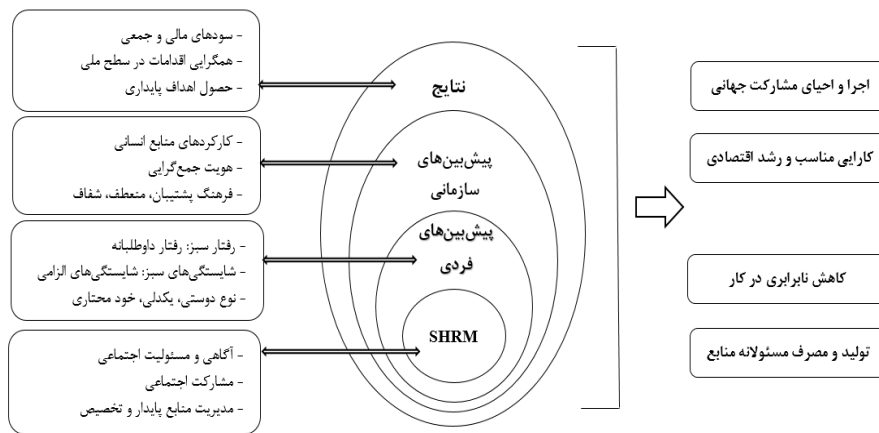 - سودهای مالی و جمعی
- همگرایی اقدامات در سطح ملی
- حصول اهداف پایداری
- کارکردهای منابع انسانی
- هویت جمع‌گرایی
- فرهنگ پشتیبان، منعطف، شفاف
- رفتار سبز: رفتار داوطلبانه
- شایستگی‌های سبز: شایستگی‌های الزامی
- نوع دوستی، یکدلی، خود محتاری
- آگاهی و مسئولیت اجتماعی
- مشارکت اجتماعی
- مدیریت منابع پایدار و تخصیص
نتایج
پیش‌بین‌های
سازمانی
پیش‌بین‌های
فردی
SHRM
اجرا و احیای مشارکت جهانی
کارایی مناسب و رشد اقتصادی
کاهش نابرابری در کار
تولید و مصرف مسئولانه منابع